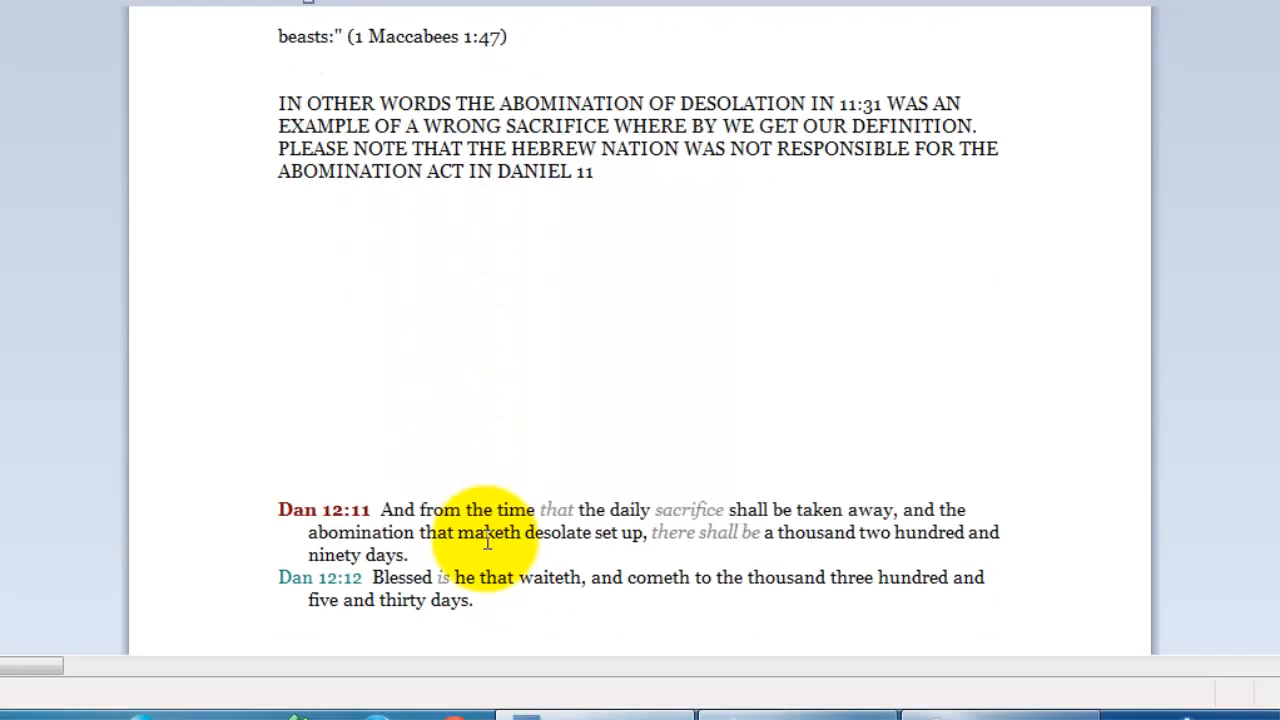 beasts:" (1 Maccabees 1:47)
IN OTHER WORDS THE ABOMINATION OF DESOLATION IN 11:31 WAS AN
EXAMPLE OF A WRONG SACRIFICE WHERE BY WE GET OUR DEFINITION.
PLEASE NOTE THAT THE HEBREW NATION WAS NOT RESPONSIBLE FOR THE
ABOMINATION ACT IN DANIEL 11
Dan 12:11 And from the time that the daily sacrifice shall be taken away, and the
abomination that maketh desolate set up, there shall be a thousand two hundred and
ninety days.
Dan 12:12 Blessed is he that waiteth, and cometh to the thousand three hundred and
five and thirty days.